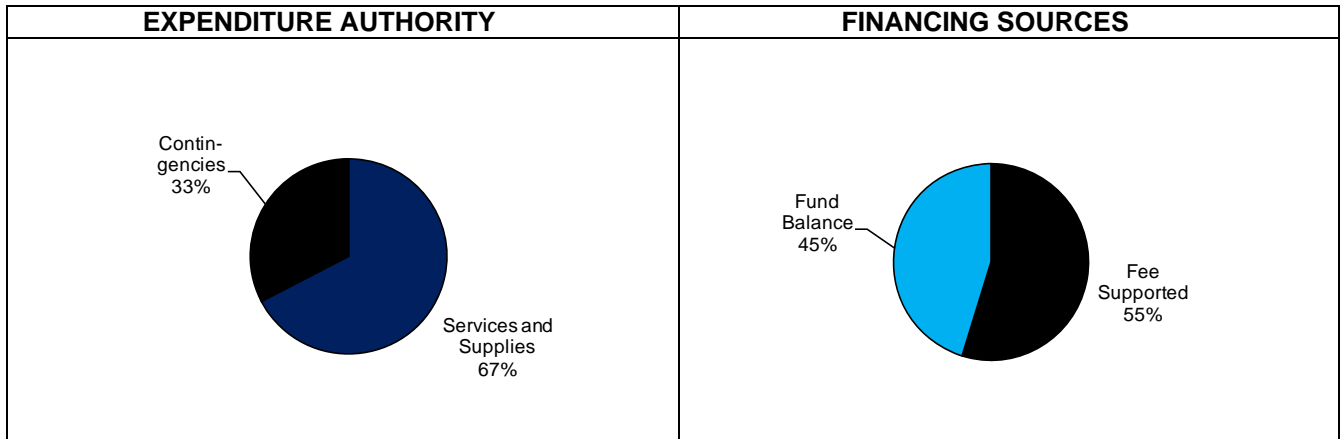 EXPENDITURE AUTHORITY
FINANCING SOURCES
Contin-
gencies
33%
Services and
Supplies
67%
Fund
Balance
45%
Fee
Supported
55%